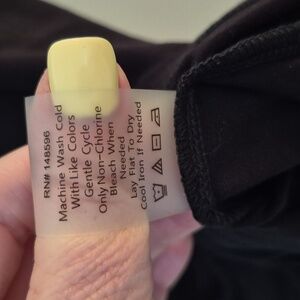 RN# 148596
Machine Wash Cold
With Like Colors
Gentle Cycle
Only Non-Chlorine
Bleach When
Needed
Lay Flat To Dry
Cool Iron If Needed